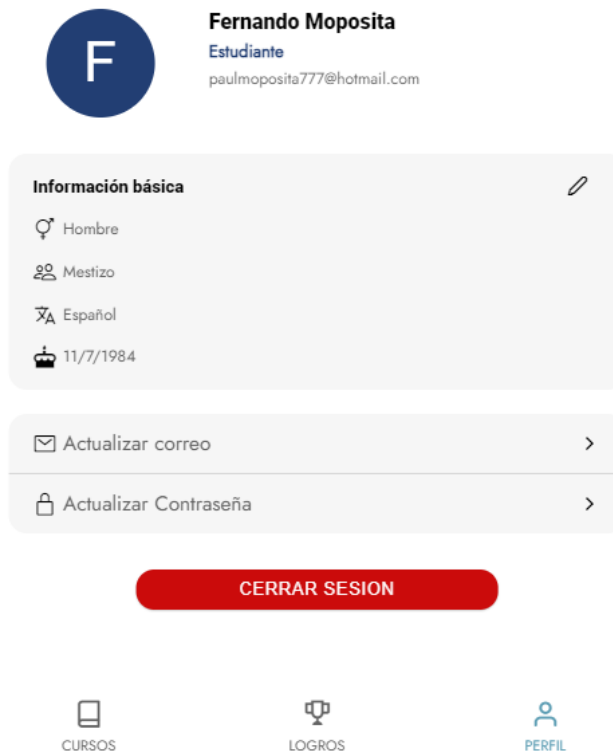 F
Fernando Moposita
Estudiante
paulmoposita777@hotmail.com
Información básica
Hombre
Mestizo
Español
11/7/1984
Actualizar correo
Actualizar Contraseña
CERRAR SESION
CURSOS
LOGROS
PERFIL